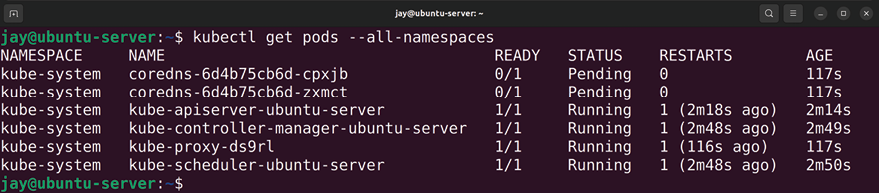 jay@ubuntu-server: ~
jay@ubuntu-server:~$ kubectl get pods --all-namespaces
NAMESPACE NAME READY STATUS RESTARTS AGE
kube-system coredns-6d4b75cb6d-cpxjb 0/1 Pending 0 117s
kube-system coredns-6d4b75cb6d-zxmct 0/1 Pending 0 117s
kube-system kube-apiserver-ubuntu-server 1/1 Running 1 (2m18s ago) 2m14s
kube-system kube-controller-manager-ubuntu-server 1/1 Running 1 (2m48s ago) 2m49s
kube-system kube-proxy-ds9rl 1/1 Running 1 (116s ago) 117s
kube-system kube-scheduler-ubuntu-server 1/1 Running 1 (2m48s ago) 2m50s
jay@ubuntu-server:~$